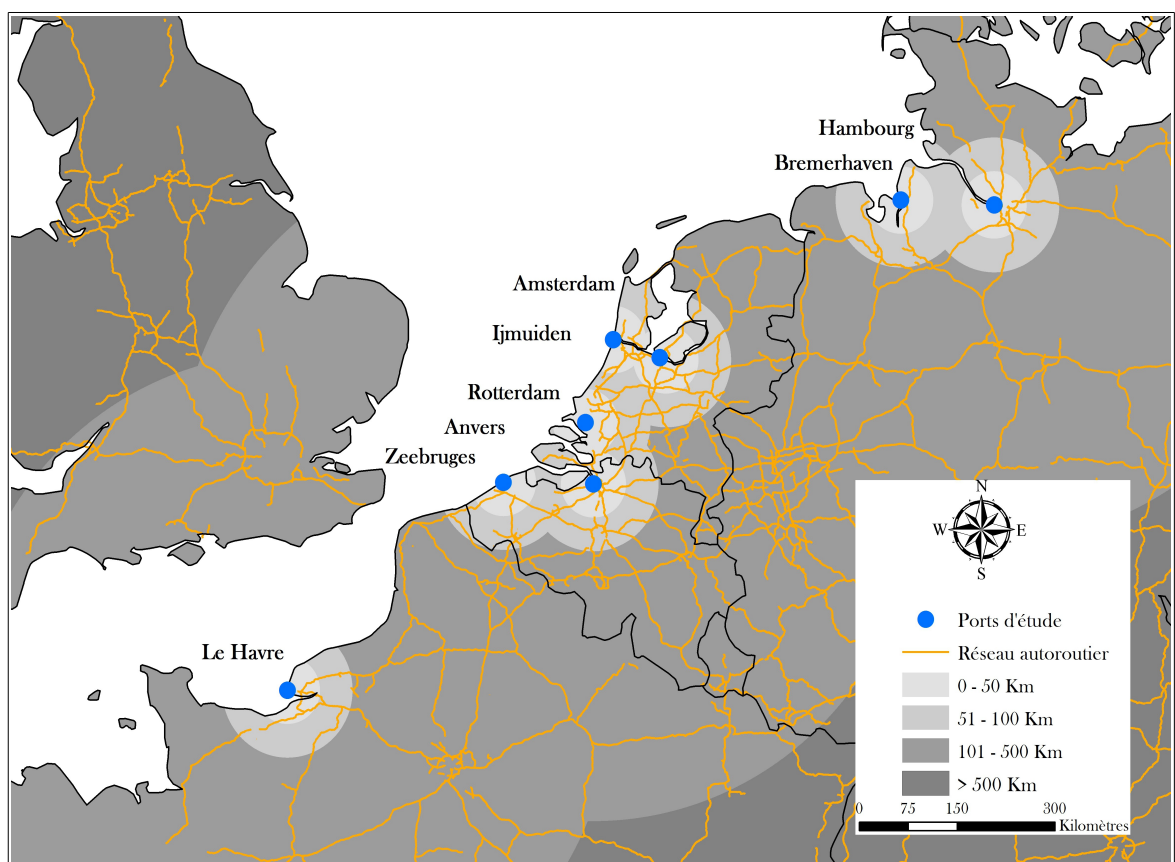 Hambourg
Bremerhaven
Amsterdam
Ijmuiden
Rotterdam
Anvers
Zeebruges
Le Havre
N
W E
S
Ports d'étude
Réseau autoroutier
0 - 50 Km
51 - 100 Km
101 - 500 Km
> 500 Km
0 75 150 300
Kilomètres